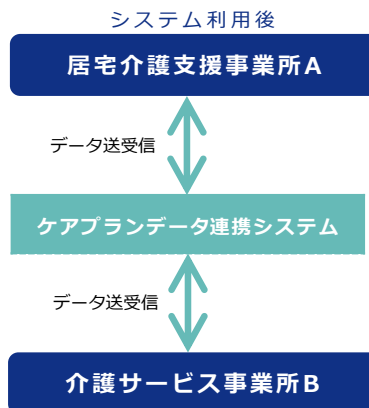 システム利用後
居宅介護支援事業所A
データ送受信
ケアプランデータ連携システム
データ送受信
介護サービス事業所B